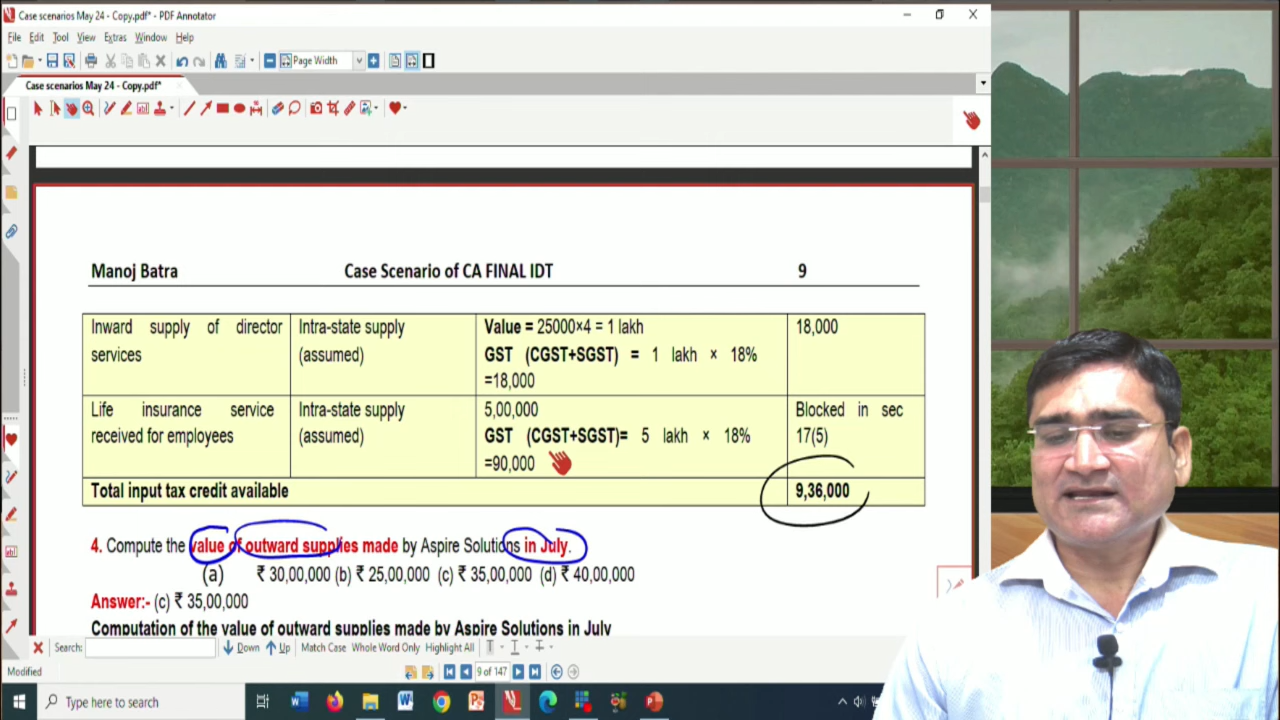 Case scenarios May 24 - Copy.pdf* - PDF Annotator
File Edit Tool View Extras Window Help
Page Width
Case scenarios May 24 - Copy.pdf*
Manoj Batra Case Scenario of CA FINAL IDT 9
Inward supply of director services Intra-state supply (assumed) Value = 25000×4 = 1 lakh 18,000
GST (CGST+SGST) = 1 lakh × 18%
=18,000
Life insurance service received for employees Intra-state supply (assumed) 5,00,000 Blocked in sec 17(5)
GST (CGST+SGST)= 5 lakh × 18%
=90,000
Total input tax credit available 9,36,000
4. Compute the value of outward supplies made by Aspire Solutions in July.
(a) ₹ 30,00,000 (b) ₹ 25,00,000 (c) ₹ 35,00,000 (d) ₹ 40,00,000
Answer:- (c) ₹ 35,00,000
Computation of the value of outward supplies made by Aspire Solutions in July
Search: Down Up Match Case Whole Word Only Highlight All
Modified 9 of 147
Type here to search